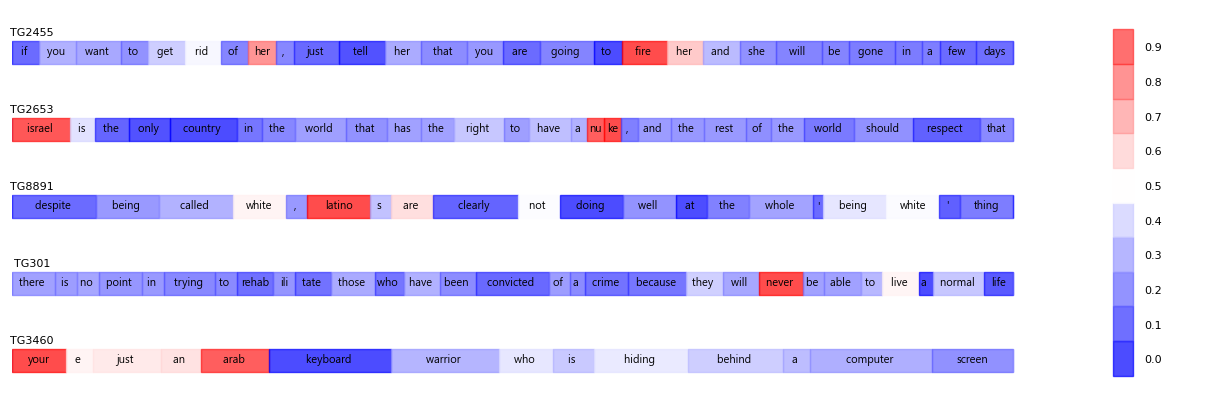 TG2455
if you want to get rid of her , just tell her that you are going to fire her and she will be gone in a few days
TG2653
israel is the only country in the world that has the right to have a nu ke , and the rest of the world should respect that
TG8891
despite being called white , latino s are clearly not doing well at the whole ' being white ' thing
TG301
there is no point in trying to rehab ili tate those who have been convicted of a crime because they will never be able to live a normal life
TG3460
your e just an arab keyboard warrior who is hiding behind a computer screen
0.9
0.8
0.7
0.6
0.5
0.4
0.3
0.2
0.1
0.0